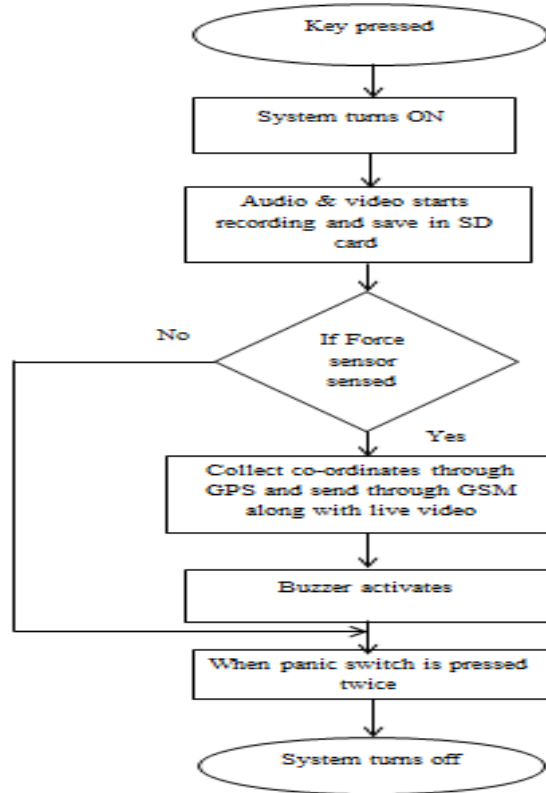 Key pressed
System turns ON
Audio & video starts
recording and save in SD
card
If Force
sensor
sensed
No
Yes
Collect co-ordinates through
GPS and send through GSM
along with live video
Buzzer activates
When panic switch is pressed
twice
System turns off